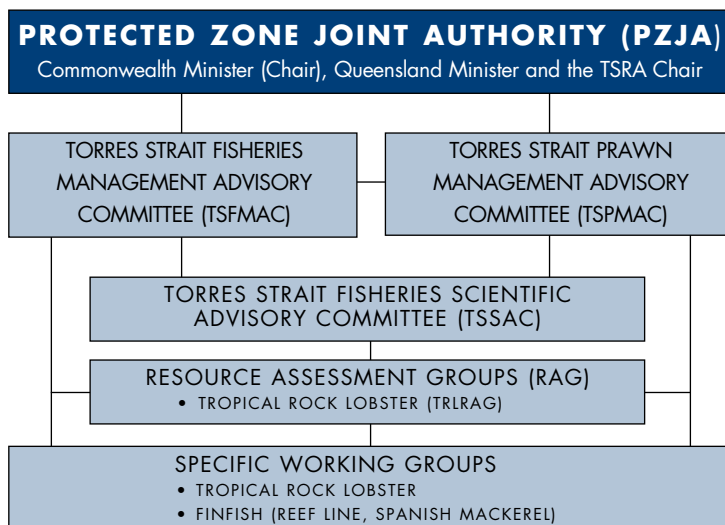 PROTECTED ZONE JOINT AUTHORITY (PZJA)
Commonwealth Minister (Chair), Queensland Minister and the TSRA Chair
TORRES STRAIT FISHERIES
MANAGEMENT ADVISORY
COMMITTEE (TSFMAC)
TORRES STRAIT PRAWN
MANAGEMENT ADVISORY
COMMITTEE (TSPMAC)
TORRES STRAIT FISHERIES SCIENTIFIC
ADVISORY COMMITTEE (TSSAC)
RESOURCE ASSESSMENT GROUPS (RAG)
• TROPICAL ROCK LOBSTER (TRLRAG)
SPECIFIC WORKING GROUPS
• TROPICAL ROCK LOBSTER
• FINFISH (REEF LINE, SPANISH MACKEREL)